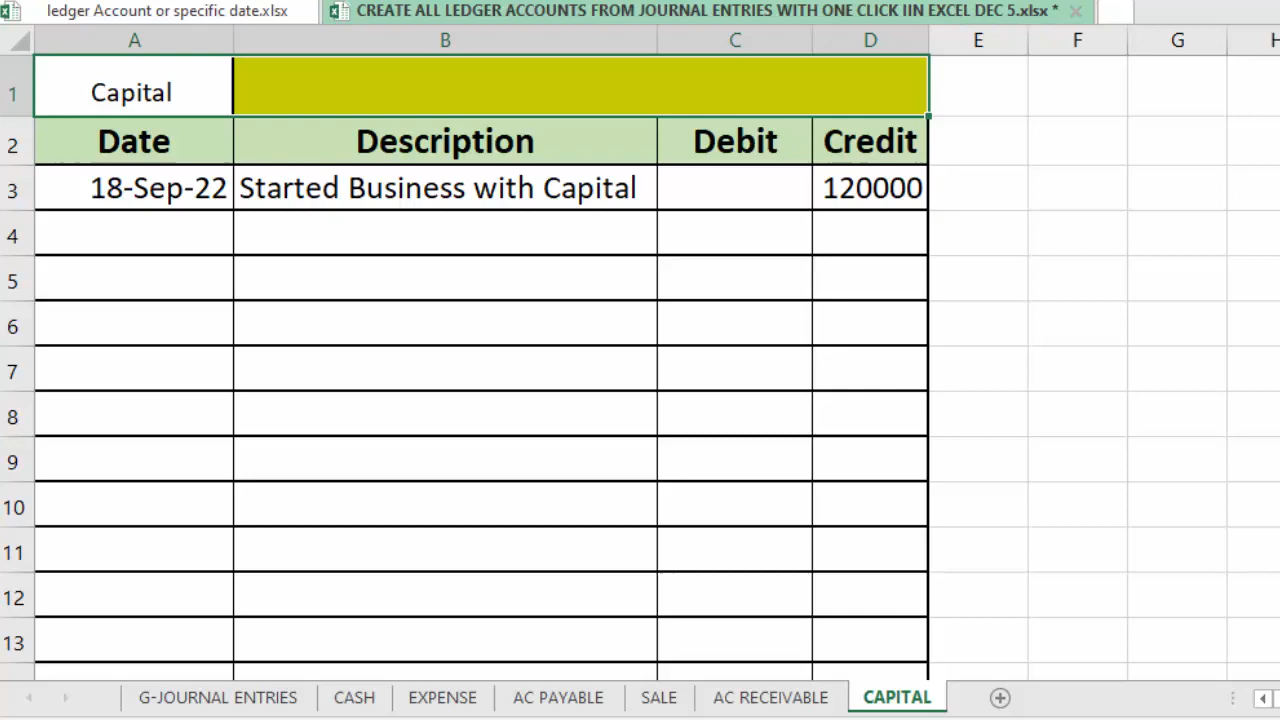 ledger Account or specific date.xlsx CREATE ALL LEDGER ACCOUNTS FROM JOURNAL ENTRIES WITH ONE CLICK IIN EXCEL DEC 5.xlsx *
A B C D E F G H
1 Capital
2 Date Description Debit Credit
3 18-Sep-22 Started Business with Capital 120000
4
5
6
7
8
9
10
11
12
13
G-JOURNAL ENTRIES CASH EXPENSE AC PAYABLE SALE AC RECEIVABLE CAPITAL